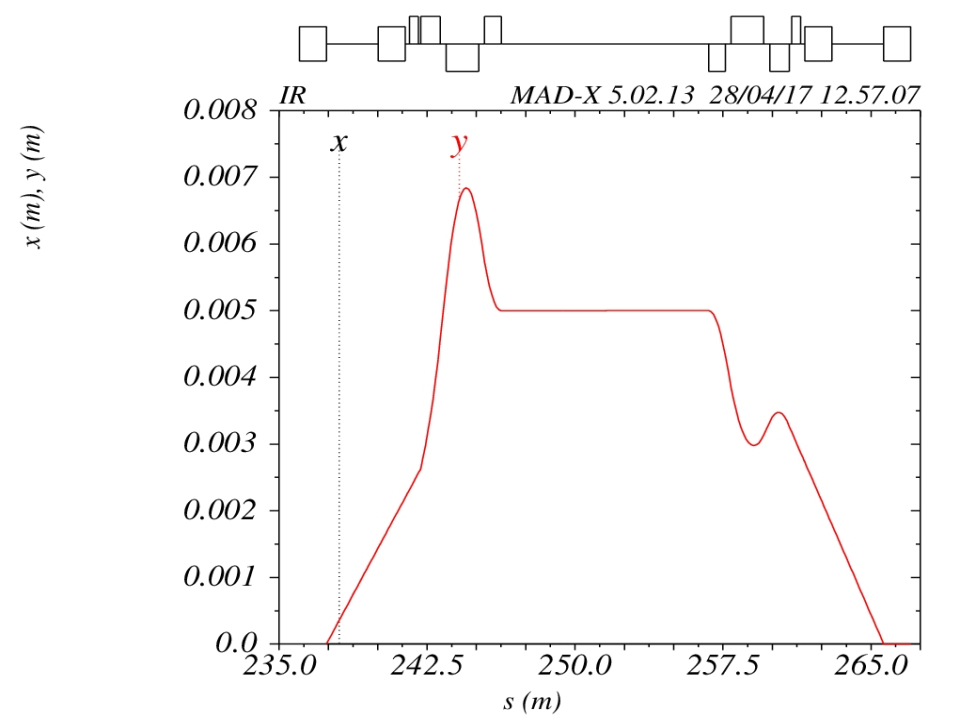 IR MAD-X 5.02.13 28/04/17 12.57.07
x (m), y (m)
x
y
0.008
0.007
0.006
0.005
0.004
0.003
0.002
0.001
0.0
235.0 242.5 250.0 257.5 265.0
s (m)